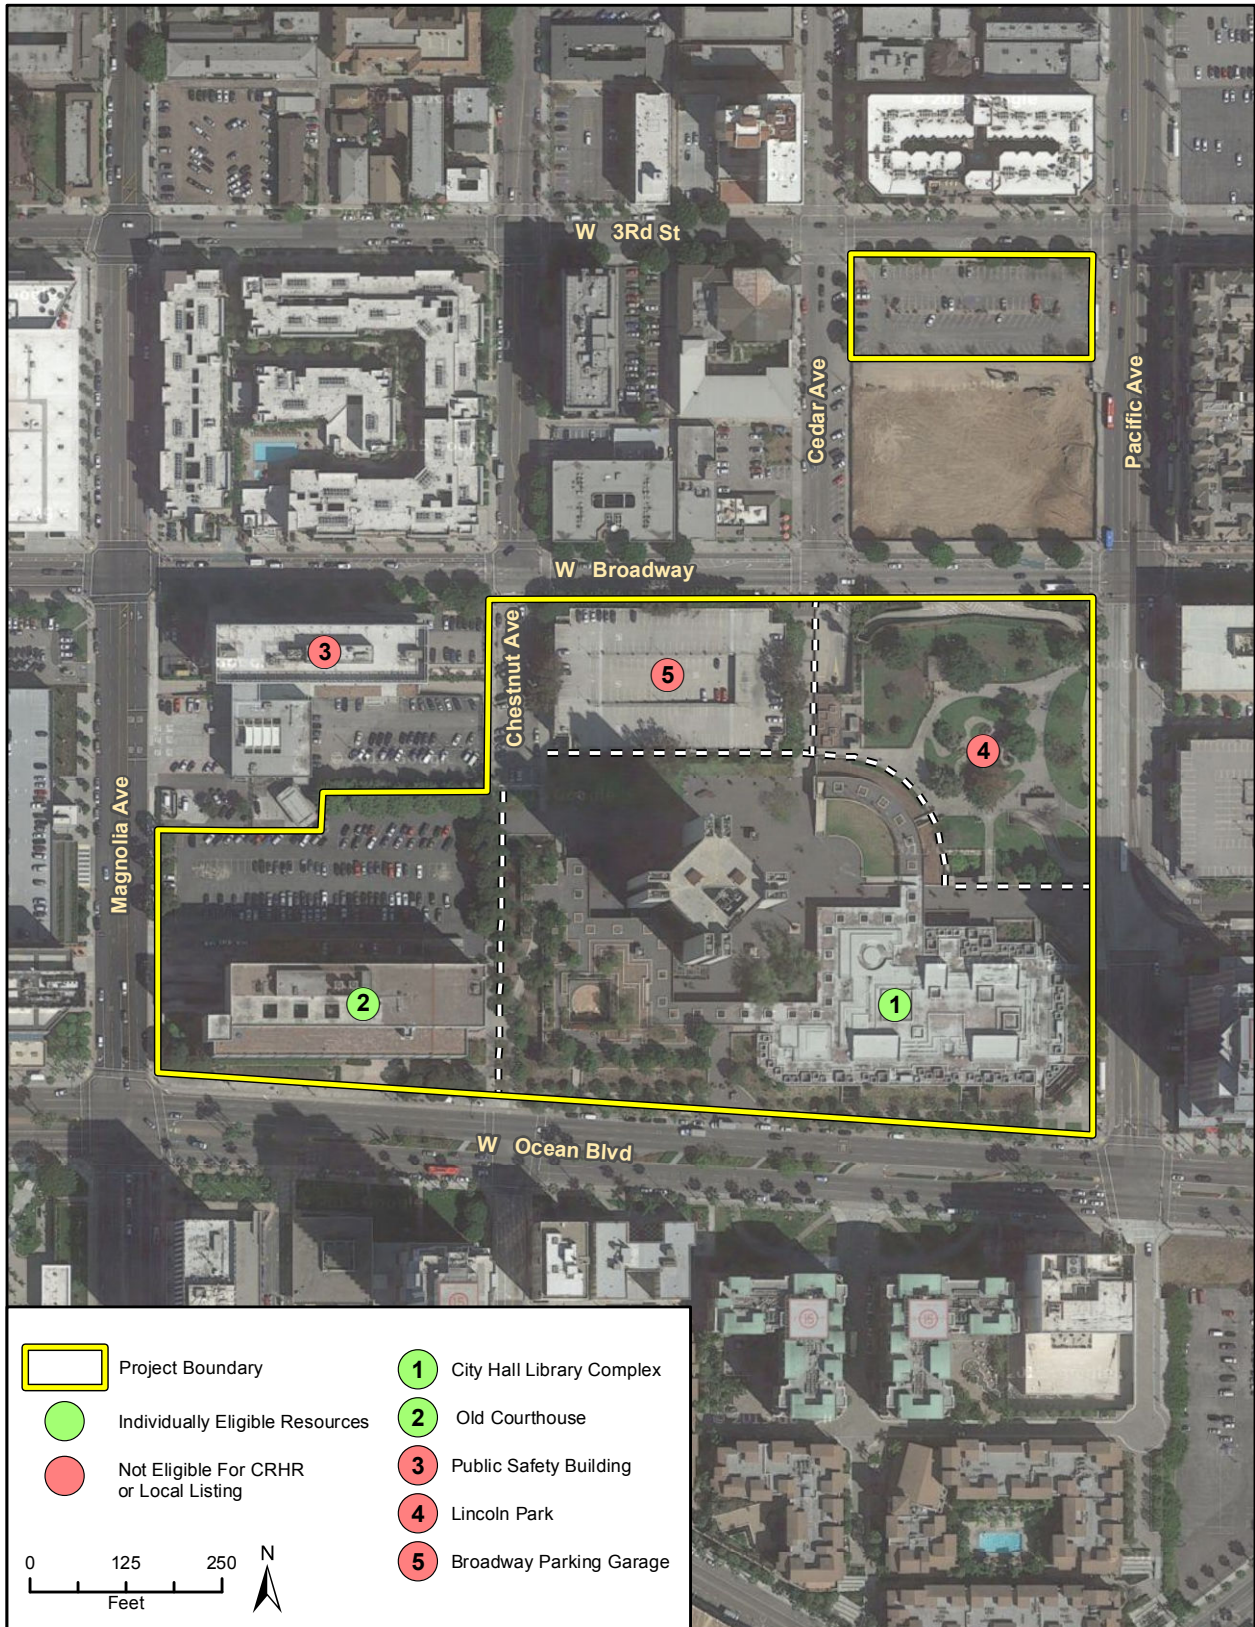 W 3Rd St
Cedar Ave
Pacific Ave
W Broadway
3
Chestnut Ave
5
4
Magnolia Ave
2
1
W Ocean Blvd
Project Boundary
Individually Eligible Resources
Not Eligible For CRHR
or Local Listing
0 125 250
Feet
N
1 City Hall Library Complex
2 Old Courthouse
3 Public Safety Building
4 Lincoln Park
5 Broadway Parking Garage